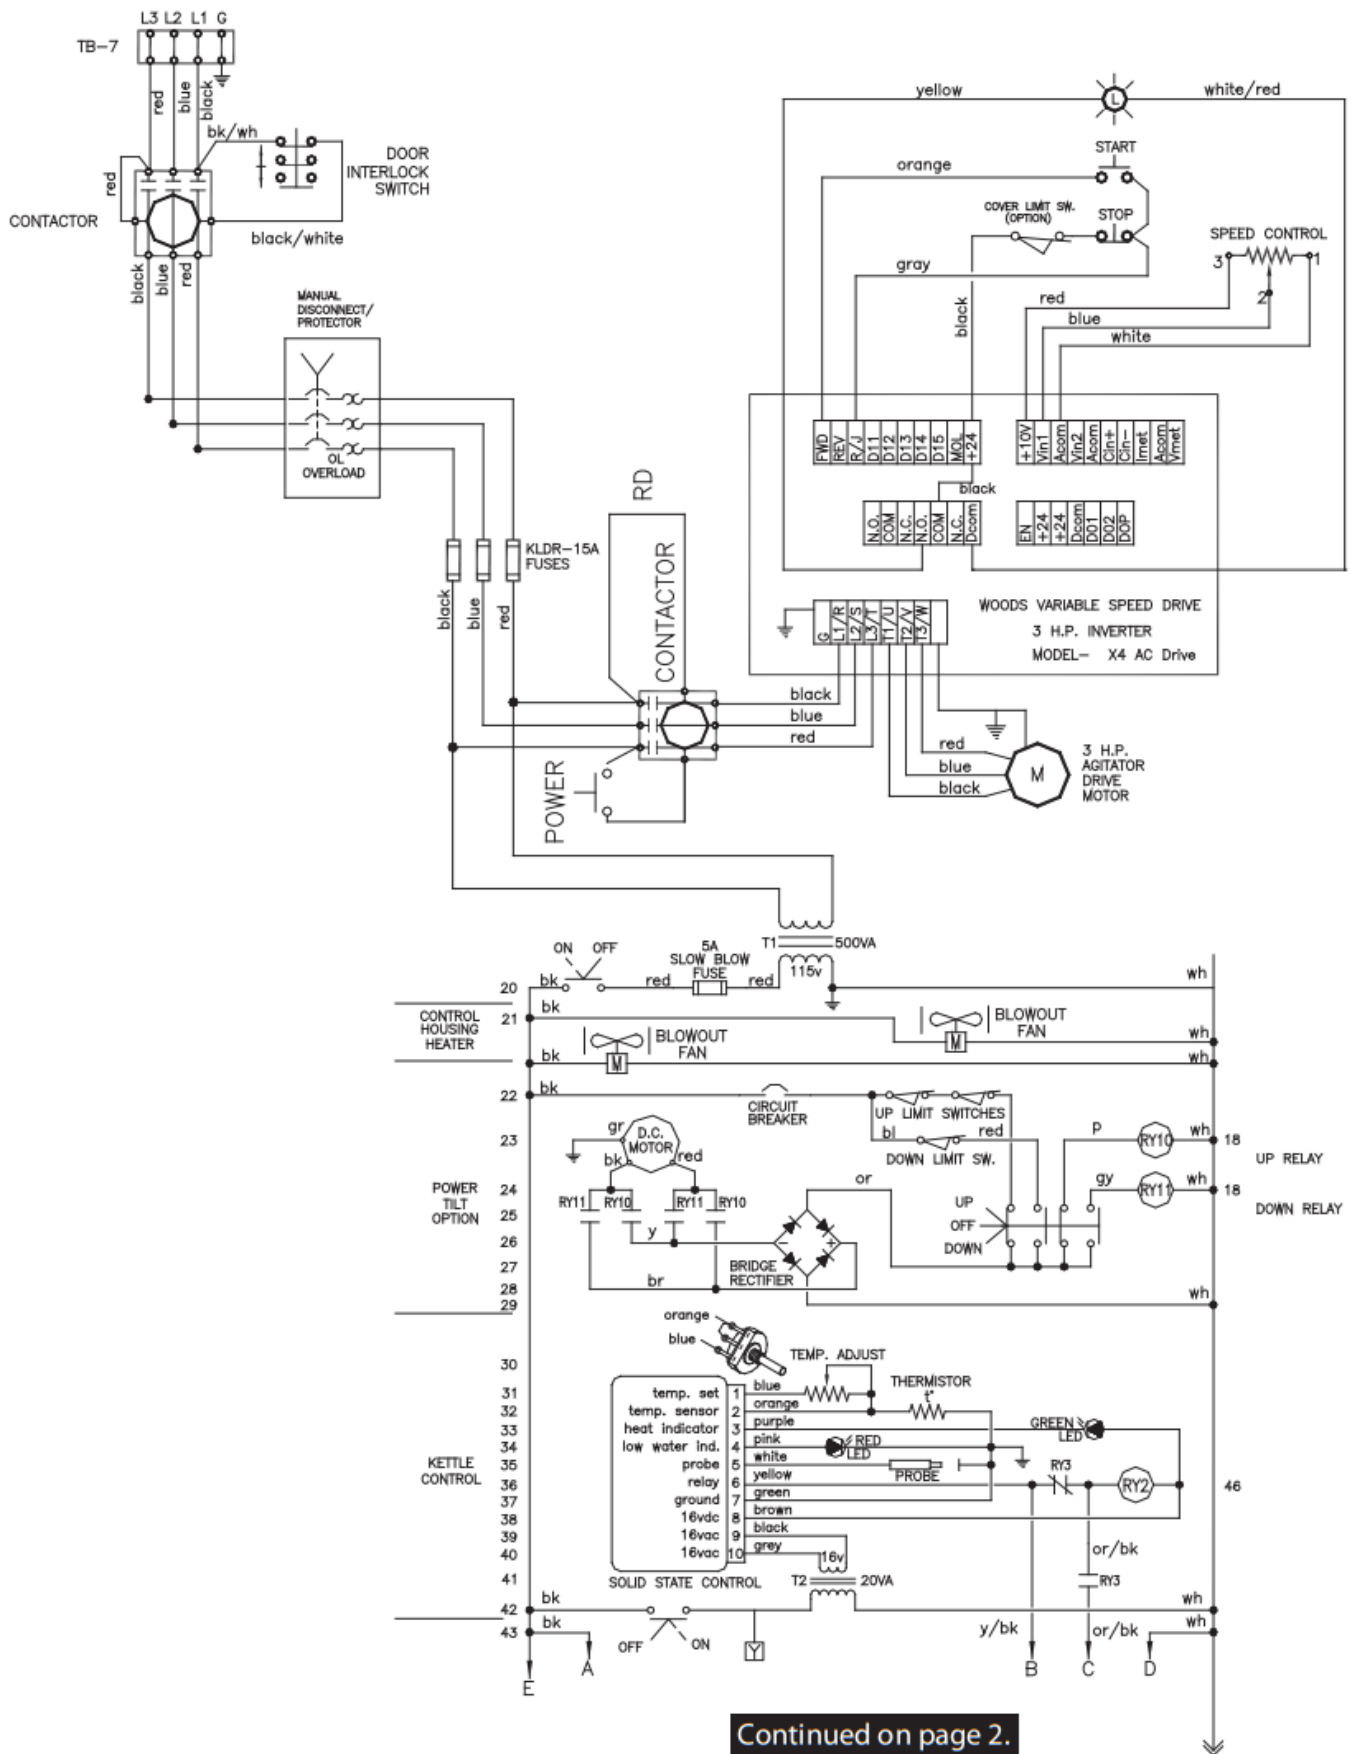 L3 L2 L1 G
TB-7
red
blue
black
bk/wh
DOOR
INTERLOCK
SWITCH
red
CONTACTOR
black/white
black
blue
red
MANUAL
DISCONNECT/
PROTECTOR
OL
OVERLOAD
KLDR-15A
FUSES
black
blue
red
RD
CONTACTOR
POWER
yellow
L
white/red
START
orange
COVER LIMIT SW.
(OPTION)
STOP
SPEED CONTROL
3
1
2
gray
black
red
blue
white
FWD
REV
R/J
D11
D12
D13
D14
D15
MOL
+24
+10V
Vin1
Acom
Vin2
Acom
Cin+
Cin-
Imet
Acom
Vmet
black
N.O.
COM
N.C.
N.O.
COM
N.C.
Dcom
EN
+24
+24
Dcom
D01
D02
DOP
G
L1/R
L2/S
L3/T
T1/U
T2/V
T3/W
WOODS VARIABLE SPEED DRIVE
3 H.P. INVERTER
MODEL- X4 AC Drive
black
blue
red
red
blue
black
M
3 H.P.
AGITATOR
DRIVE
MOTOR
T1
500VA
115v
ON OFF
5A
SLOW BLOW
FUSE
20
bk
red
red
wh
CONTROL
HOUSING
HEATER
21
bk
BLOWOUT
FAN
M
wh
bk
BLOWOUT
FAN
M
wh
22
bk
CIRCUIT
BREAKER
UP LIMIT SWITCHES
bl
red
DOWN LIMIT SW.
23
gr
D.C.
MOTOR
bk
red
p
RY10
wh
18
UP RELAY
POWER
TILT
OPTION
24
RY11
RY10
RY11
RY10
or
gy
RY11
wh
18
DOWN RELAY
25
UP
OFF
DOWN
26
y
-
+
BRIDGE
RECTIFIER
27
28
br
29
wh
orange
blue
TEMP. ADJUST
THERMISTOR
t°
30
31
temp. set 1 blue
32
temp. sensor 2 orange
33
heat indicator 3 purple
GREEN
LED
34
low water ind. 4 pink
RED
LED
KETTLE
CONTROL
35
probe 5 white
PROBE
36
relay 6 yellow
RY3
RY2
46
37
ground 7 green
38
16vdc 8 brown
39
16vac 9 black
40
16vac 10 grey
16v
or/bk
41
SOLID STATE CONTROL
T2
20VA
RY3
42
bk
wh
43
bk
OFF
ON
Y
y/bk
or/bk
wh
A
B
C
D
E
Continued on page 2.